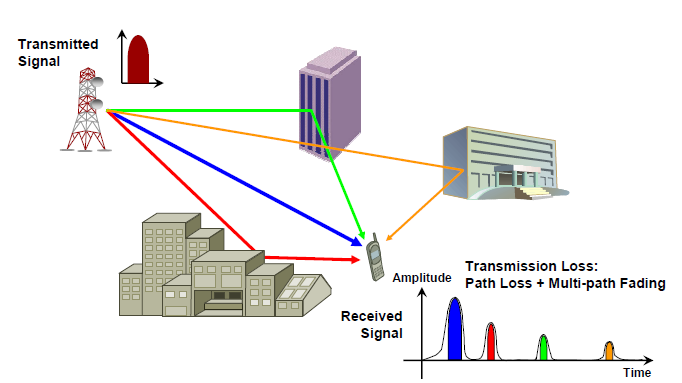 Transmitted
Signal
Transmission Loss:
Path Loss + Multi-path Fading
Amplitude
Received
Signal
Time